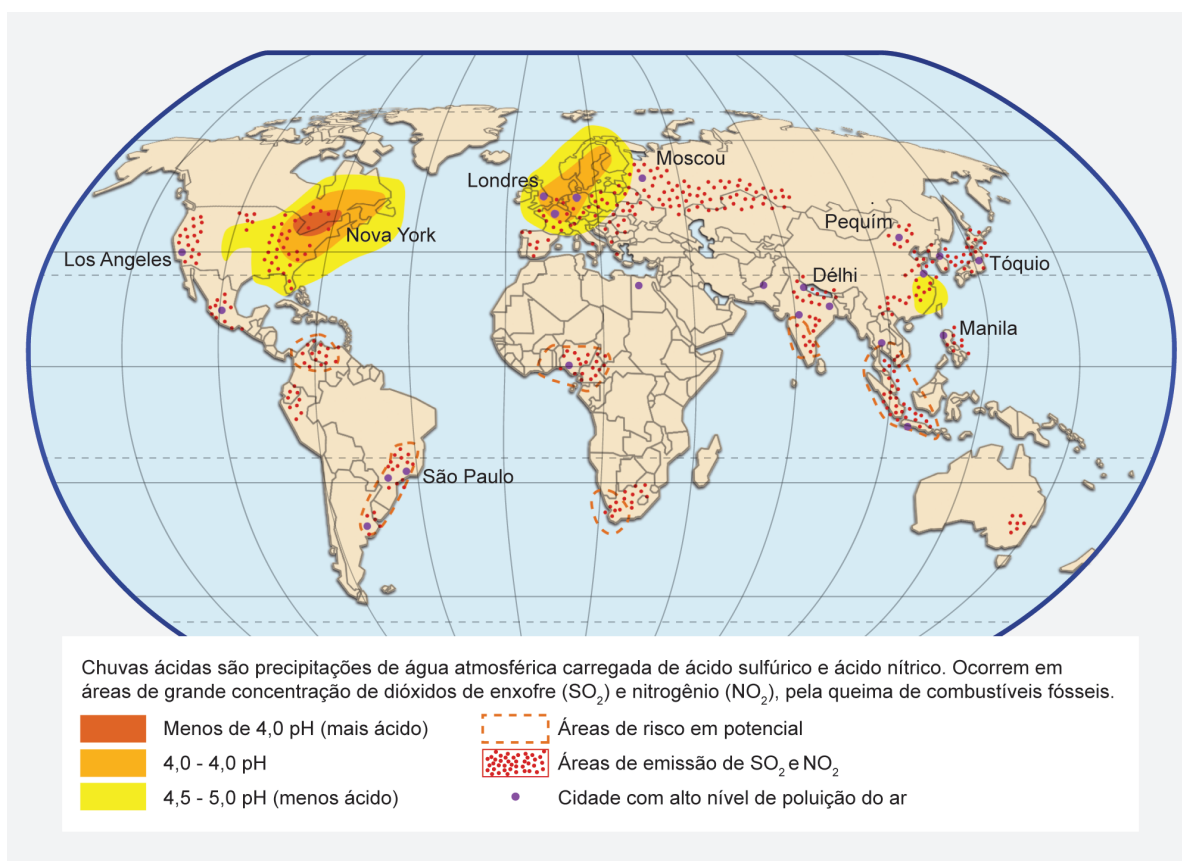 Moscou
Londres
Pequím
Nova York
Los Angeles
Tóquio
Délhi
Manila
São Paulo
Chuvas ácidas são precipitações de água atmosférica carregada de ácido sulfúrico e ácido nítrico. Ocorrem em
áreas de grande concentração de dióxidos de enxofre (SO₂) e nitrogênio (NO₂), pela queima de combustíveis fósseis.
Menos de 4,0 pH (mais ácido)
4,0 - 4,0 pH
4,5 - 5,0 pH (menos ácido)
Áreas de risco em potencial
Áreas de emissão de SO₂ e NO₂
Cidade com alto nível de poluição do ar